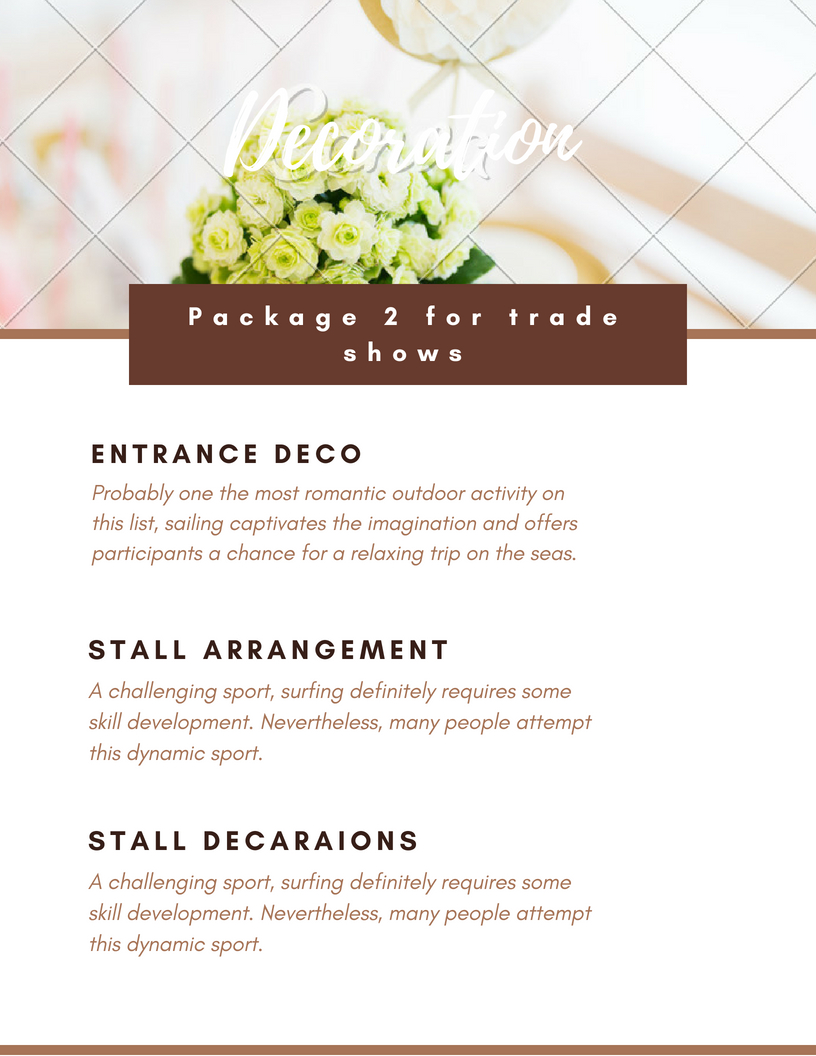 Decoration
Package 2 for trade
shows
ENTRANCE DECO
Probably one the most romantic outdoor activity on
this list, sailing captivates the imagination and offers
participants a chance for a relaxing trip on the seas.
STALL ARRANGEMENT
A challenging sport, surfing definitely requires some
skill development. Nevertheless, many people attempt
this dynamic sport.
STALL DECARAIONS
A challenging sport, surfing definitely requires some
skill development. Nevertheless, many people attempt
this dynamic sport.